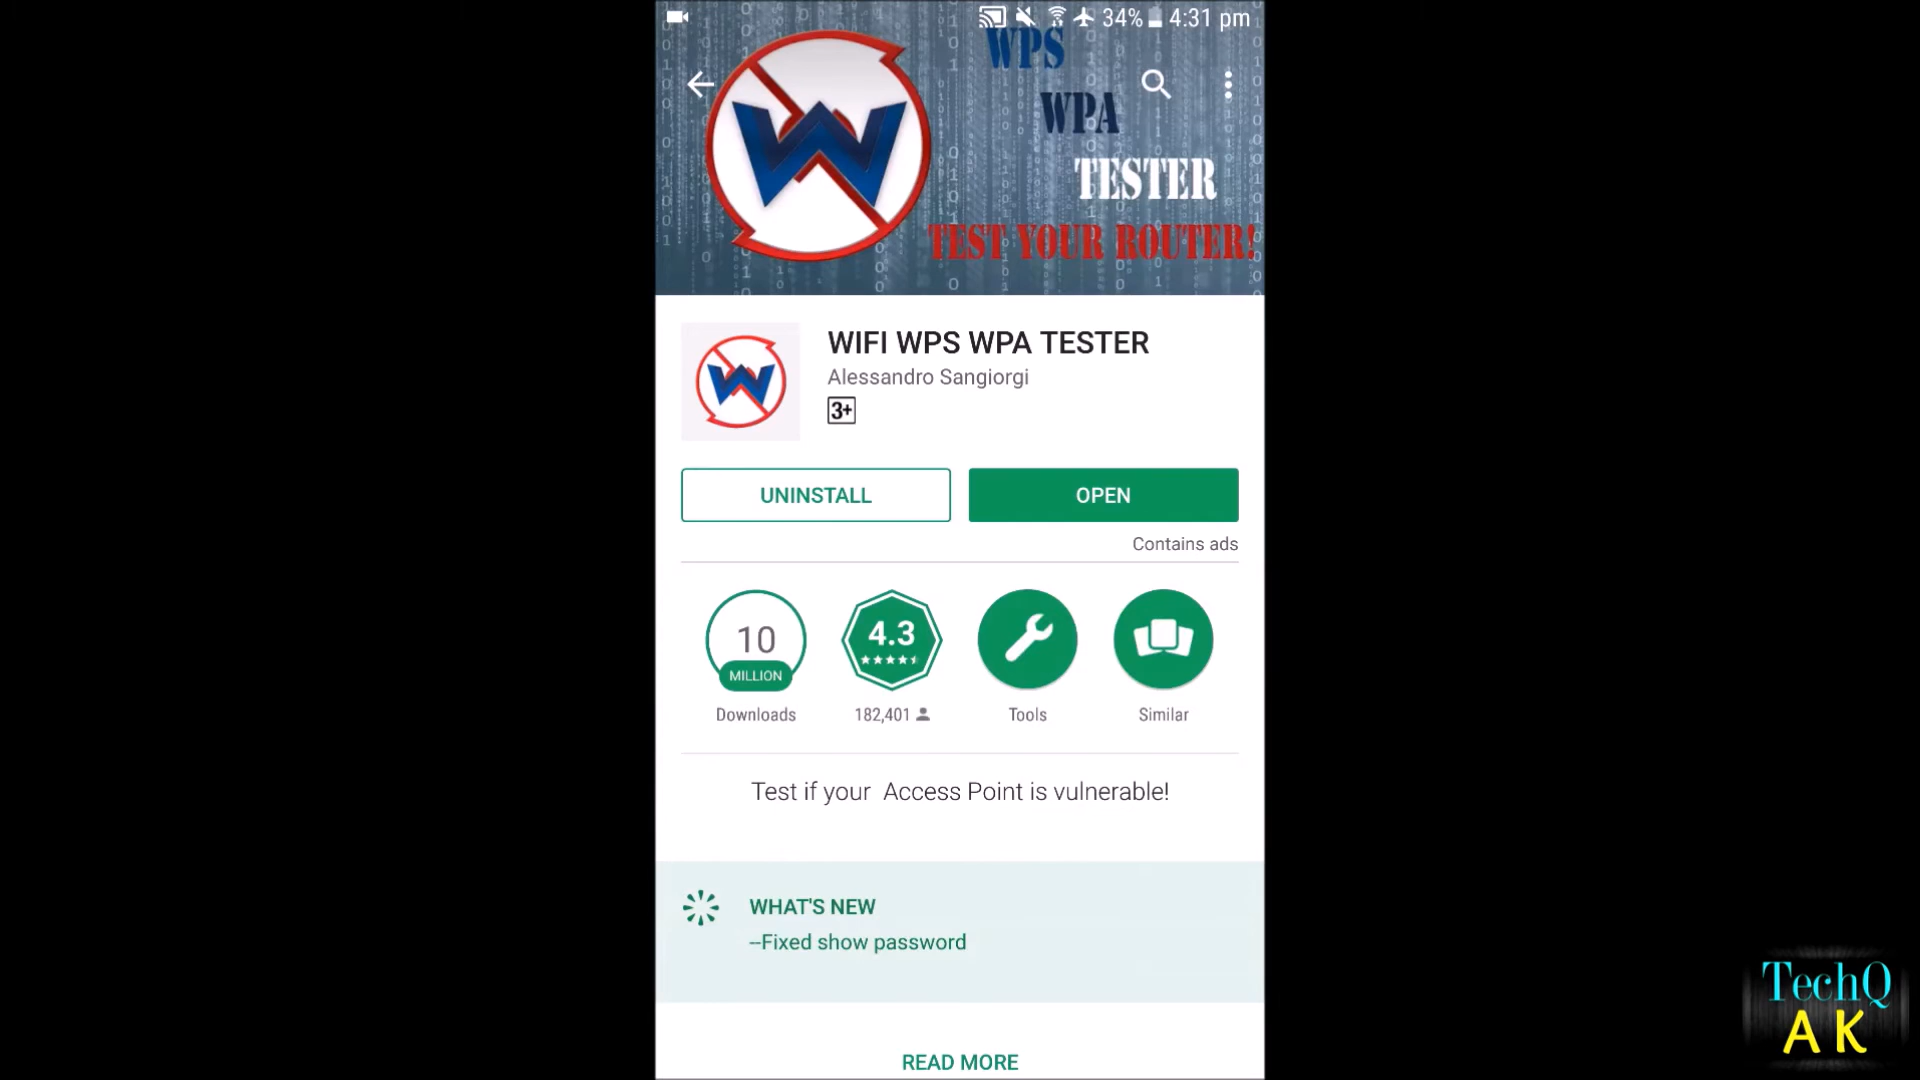 34% 4:31 pm
WPS
WPA
TESTER
TEST YOUR ROUTER!
WIFI WPS WPA TESTER
Alessandro Sangiorgi
3+
UNINSTALL
OPEN
Contains ads
10
MILLION
4.3
Downloads
182,401
Tools
Similar
Test if your Access Point is vulnerable!
WHAT'S NEW
--Fixed show password
READ MORE
TechQ
AK